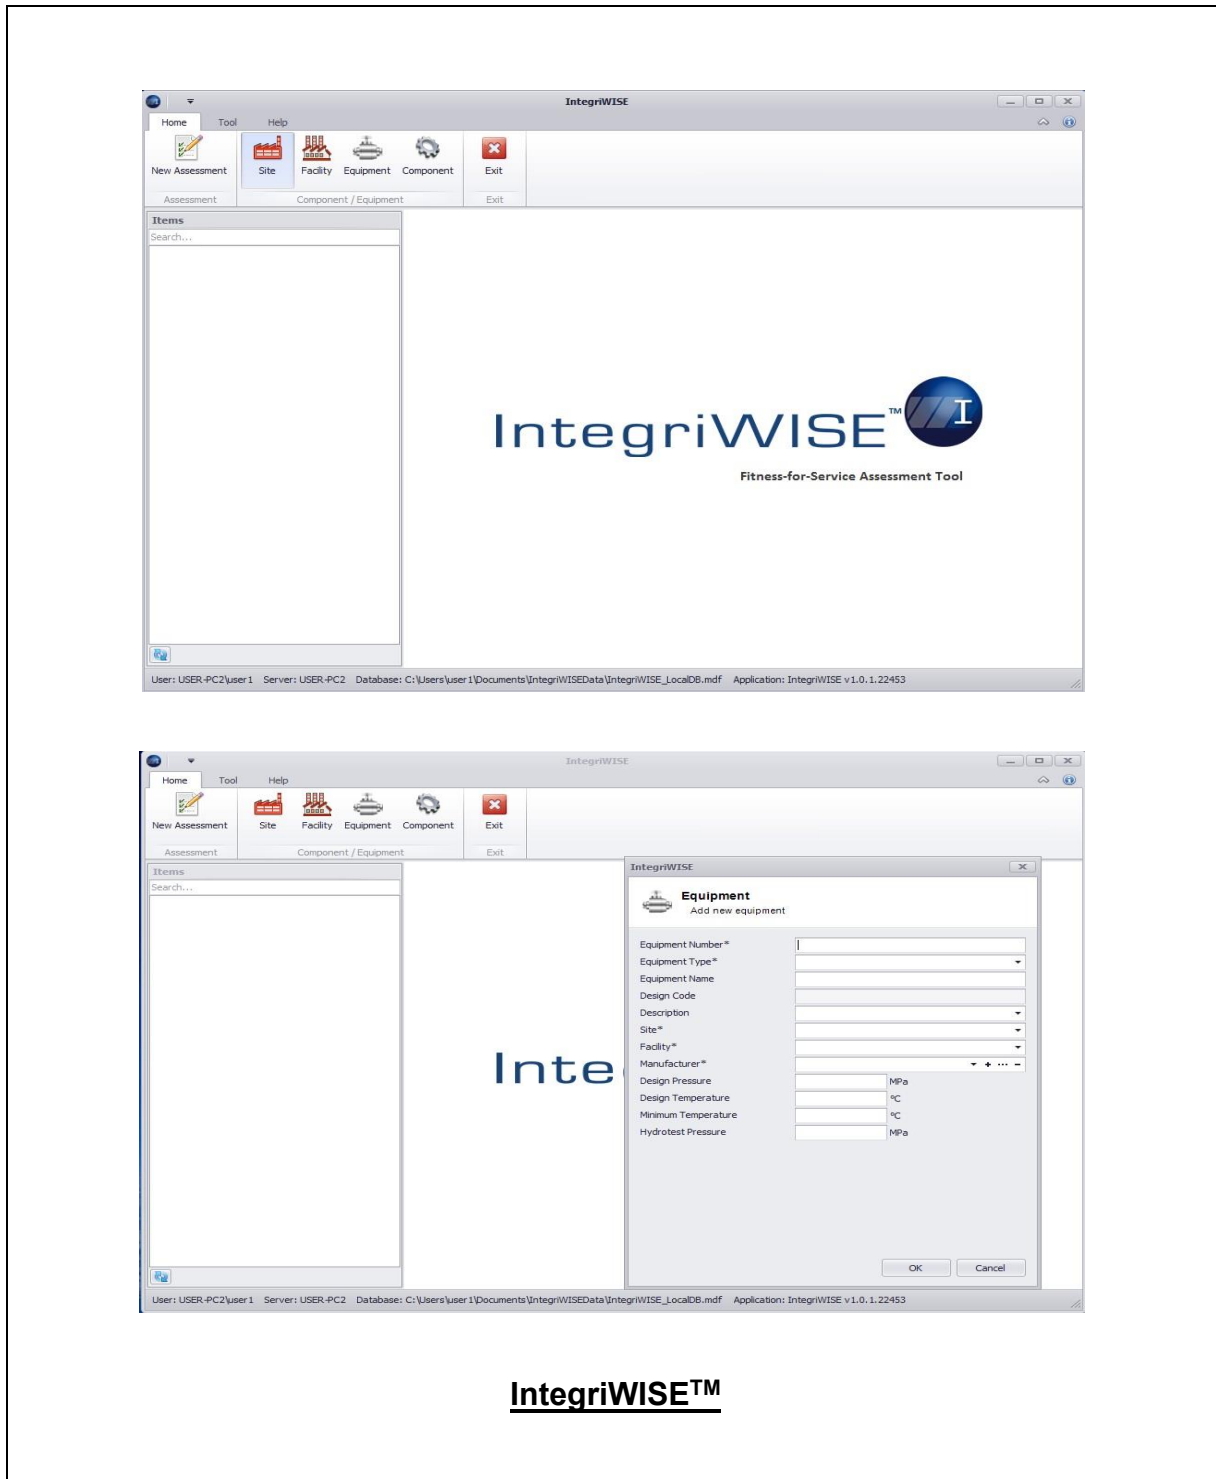 IntegriWISE
Home Tool Help
New Assessment Site Facility Equipment Component Exit
Assessment Component / Equipment Exit
Items
Search...
IntegriWISE™ I
Fitness-for-Service Assessment Tool
User: USER-PC2\user1 Server: USER-PC2 Database: C:\Users\user1\Documents\IntegriWISEData\IntegriWISE_LocalDB.mdf Application: IntegriWISE v1.0.1.22453
IntegriWISE
Home Tool Help
New Assessment Site Facility Equipment Component Exit
Assessment Component / Equipment Exit
Items
Search...
Inte
IntegriWISE
Equipment
Add new equipment
Equipment Number*
Equipment Type*
Equipment Name
Design Code
Description
Site*
Facility*
Manufacturer*
Design Pressure MPa
Design Temperature ºC
Minimum Temperature ºC
Hydrotest Pressure MPa
OK Cancel
User: USER-PC2\user1 Server: USER-PC2 Database: C:\Users\user1\Documents\IntegriWISEData\IntegriWISE_LocalDB.mdf Application: IntegriWISE v1.0.1.22453
IntegriWISE™